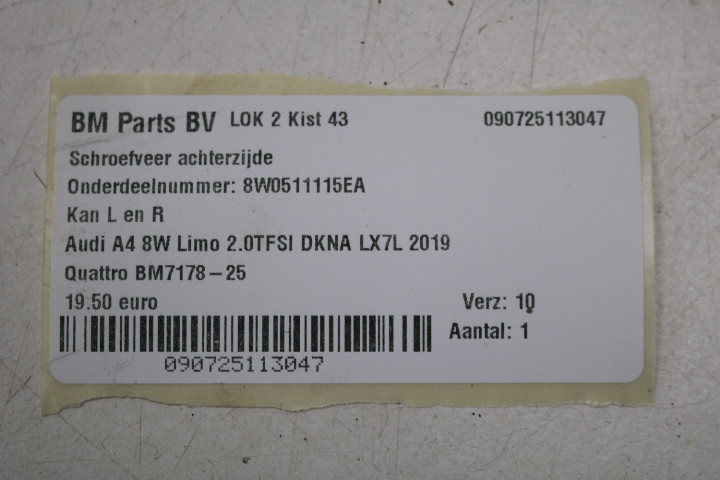 BM Parts BV LOK 2 Kist 43 090725113047
Schroefveer achterzijde
Onderdeelnummer: 8W0511115EA
Kan L en R
Audi A4 8W Limo 2.0TFSI DKNA LX7L 2019
Quattro BM7178-25
19.50 euro Verz: 10
Aantal: 1
090725113047